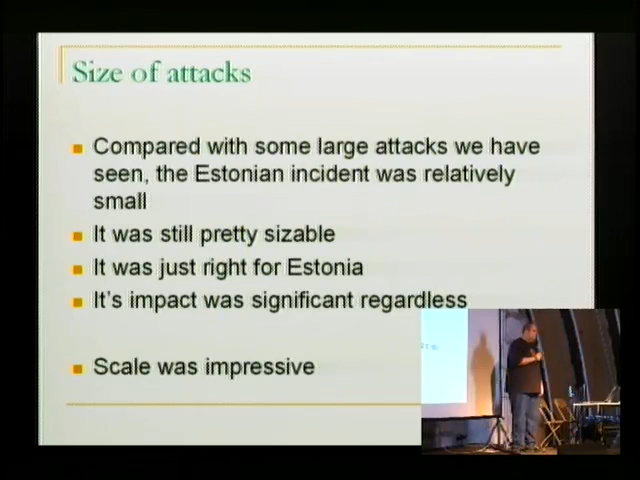 Size of attacks
Compared with some large attacks we have
seen, the Estonian incident was relatively
small
It was still pretty sizable
It was just right for Estonia
It's impact was significant regardless
Scale was impressive